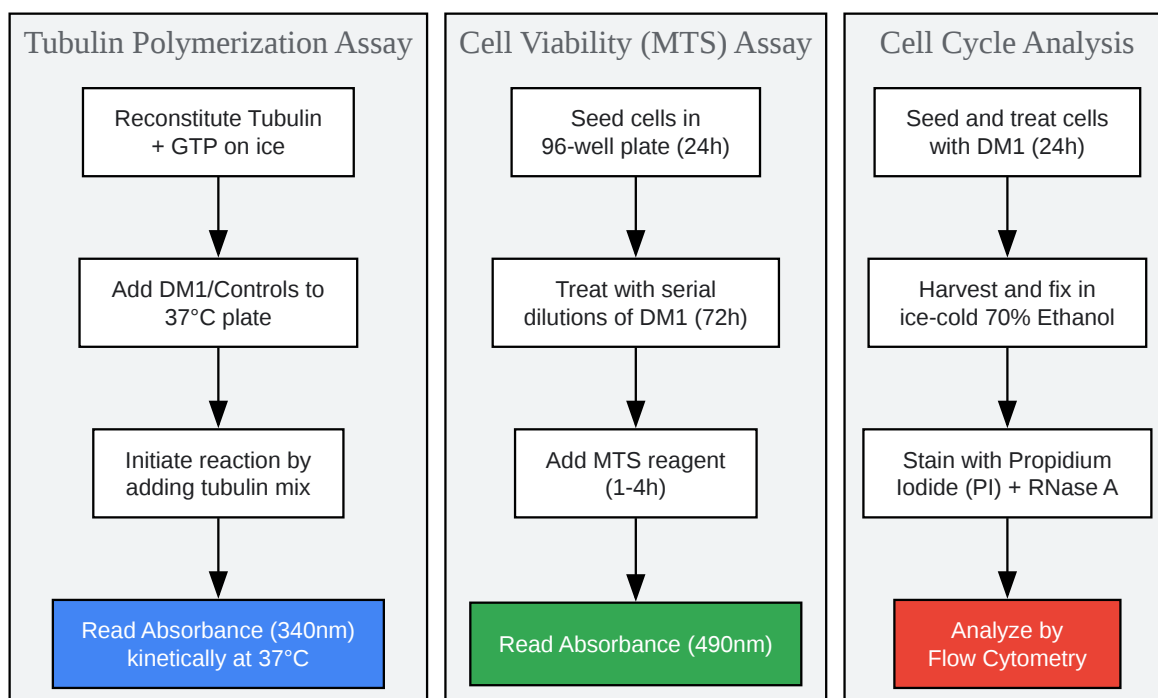 Tubulin Polymerization Assay
Reconstitute Tubulin
+ GTP on ice
Add DM1/Controls to
37°C plate
Initiate reaction by
adding tubulin mix
Read Absorbance (340nm)
kinetically at 37°C
Cell Viability (MTS) Assay
Seed cells in
96-well plate (24h)
Treat with serial
dilutions of DM1 (72h)
Add MTS reagent
(1-4h)
Read Absorbance (490nm)
Cell Cycle Analysis
Seed and treat cells
with DM1 (24h)
Harvest and fix in
ice-cold 70% Ethanol
Stain with Propidium
Iodide (PI) + RNase A
Analyze by
Flow Cytometry